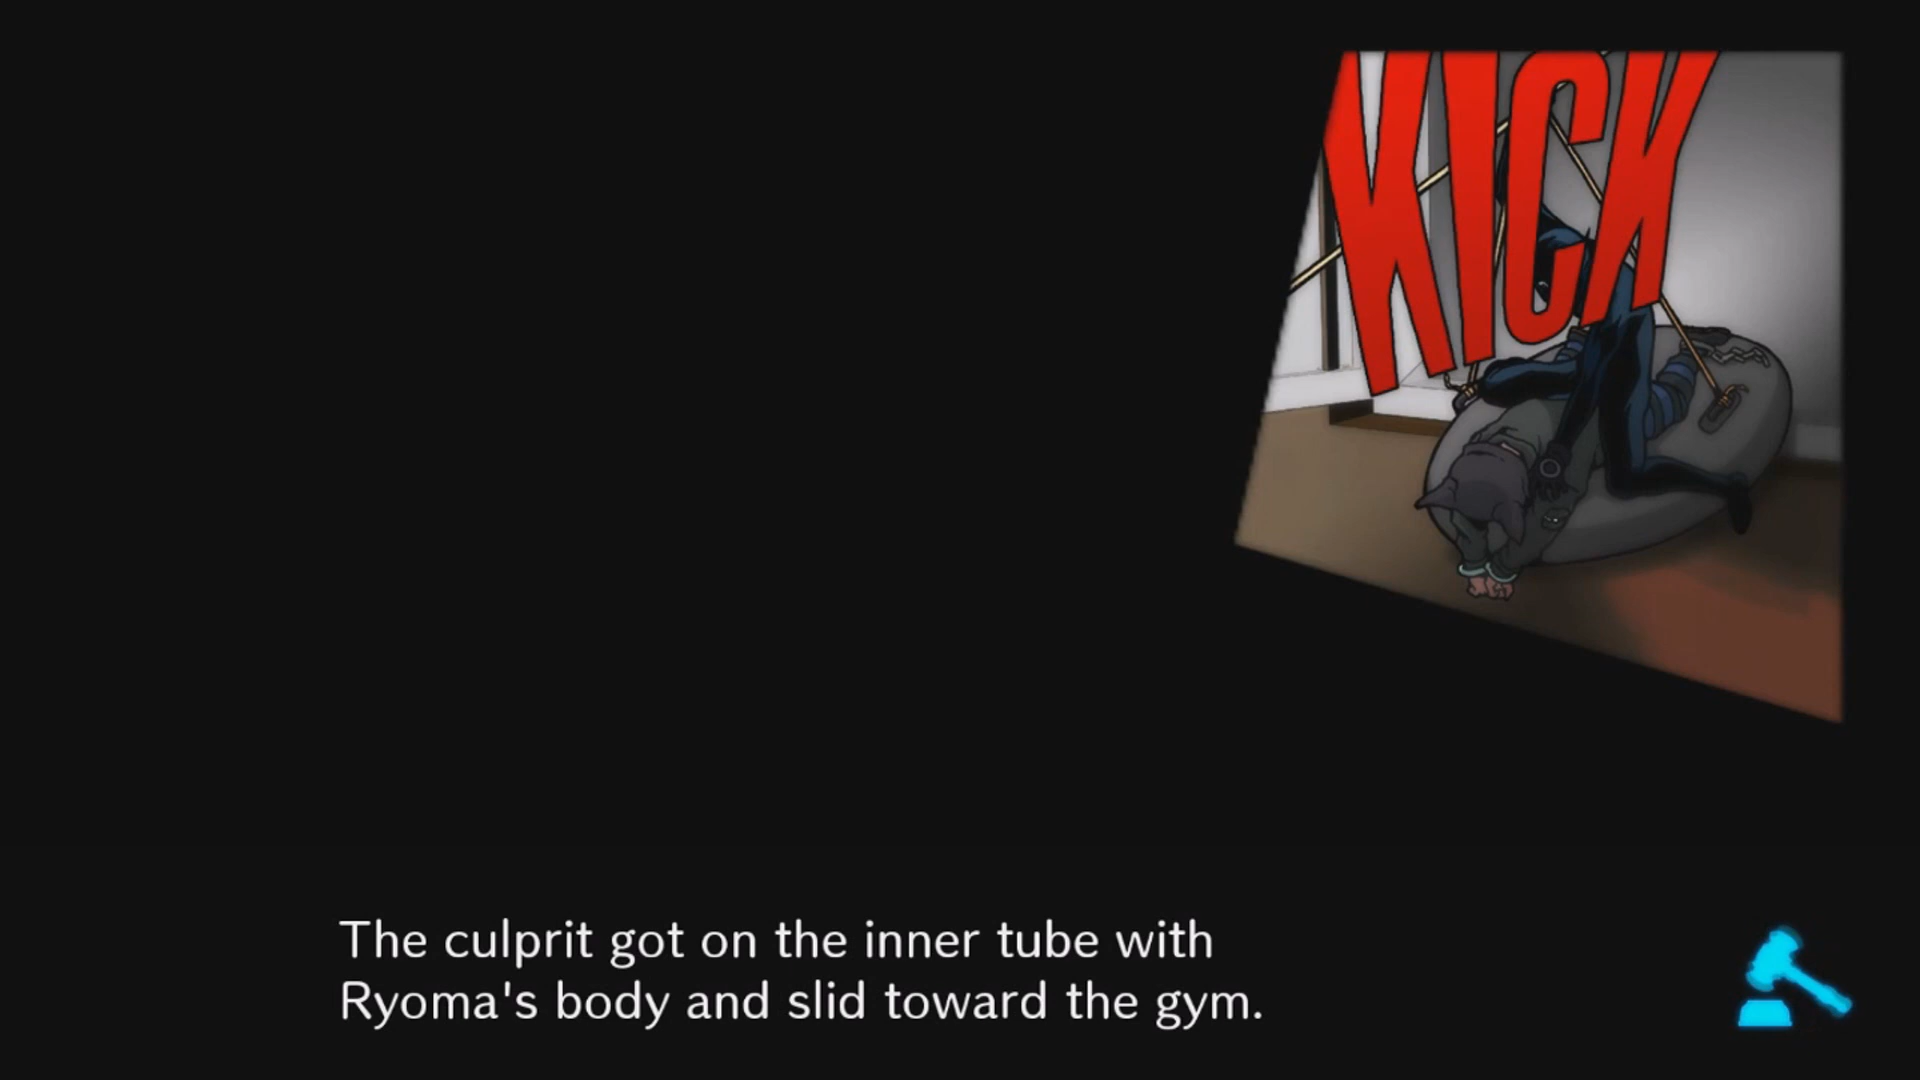 KICK
The culprit got on the inner tube with
Ryoma's body and slid toward the gym.